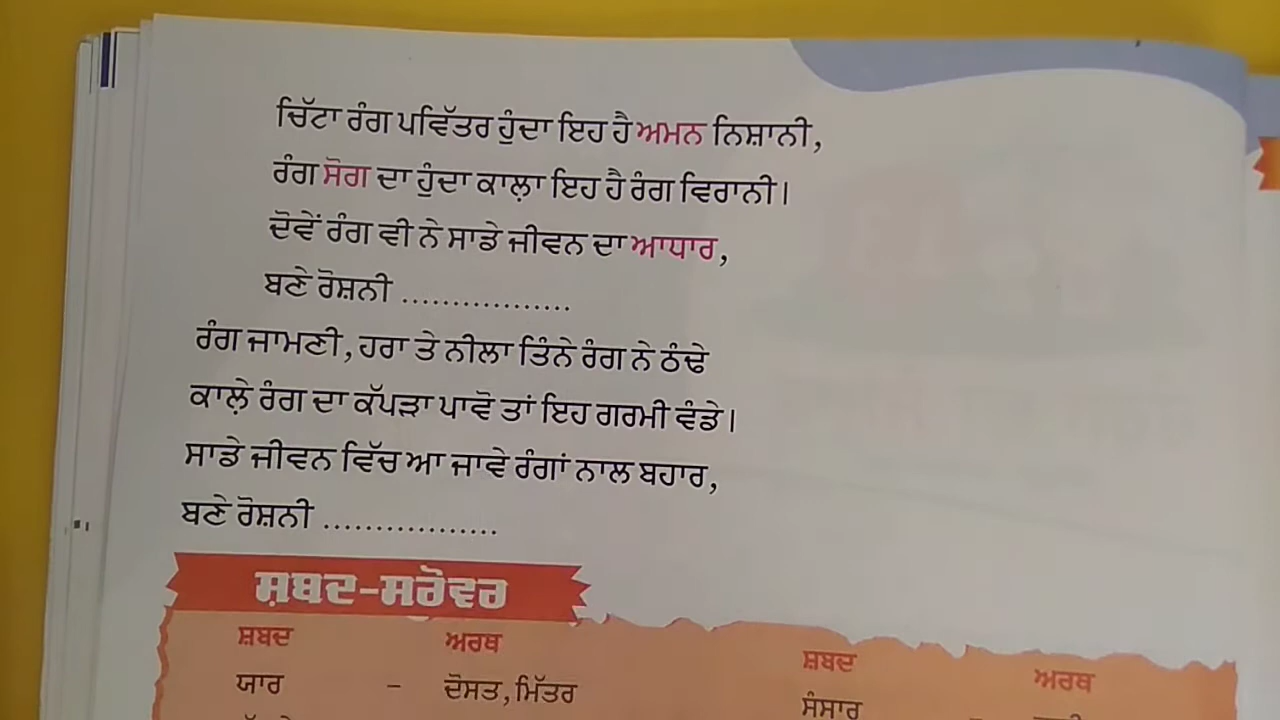 ਚਿੱਟਾ ਰੰਗ ਪਵਿੱਤਰ ਹੁੰਦਾ ਇਹ ਹੈ ਅਮਨ ਨਿਸ਼ਾਨੀ,
ਰੰਗ ਸੋਗ ਦਾ ਹੁੰਦਾ ਕਾਲ਼ਾ ਇਹ ਹੈ ਰੰਗ ਵਿਰਾਨੀ।
ਦੋਵੇਂ ਰੰਗ ਵੀ ਨੇ ਸਾਡੇ ਜੀਵਨ ਦਾ ਆਧਾਰ,
ਬਣੇ ਰੋਸ਼ਨੀ .................
ਰੰਗ ਜਾਮਣੀ, ਹਰਾ ਤੇ ਨੀਲਾ ਤਿੰਨੇ ਰੰਗ ਨੇ ਠੰਢੇ
ਕਾਲ਼ੇ ਰੰਗ ਦਾ ਕੱਪੜਾ ਪਾਵੋ ਤਾਂ ਇਹ ਗਰਮੀ ਵੰਡੇ।
ਸਾਡੇ ਜੀਵਨ ਵਿੱਚ ਆ ਜਾਵੇ ਰੰਗਾਂ ਨਾਲ ਬਹਾਰ,
ਬਣੇ ਰੋਸ਼ਨੀ .................
ਸ਼ਬਦ-ਸਰੋਵਰ
ਸ਼ਬਦ ਅਰਥ ਸ਼ਬਦ ਅਰਥ
ਯਾਰ – ਦੋਸਤ, ਮਿੱਤਰ ਸੰਸਾਰ